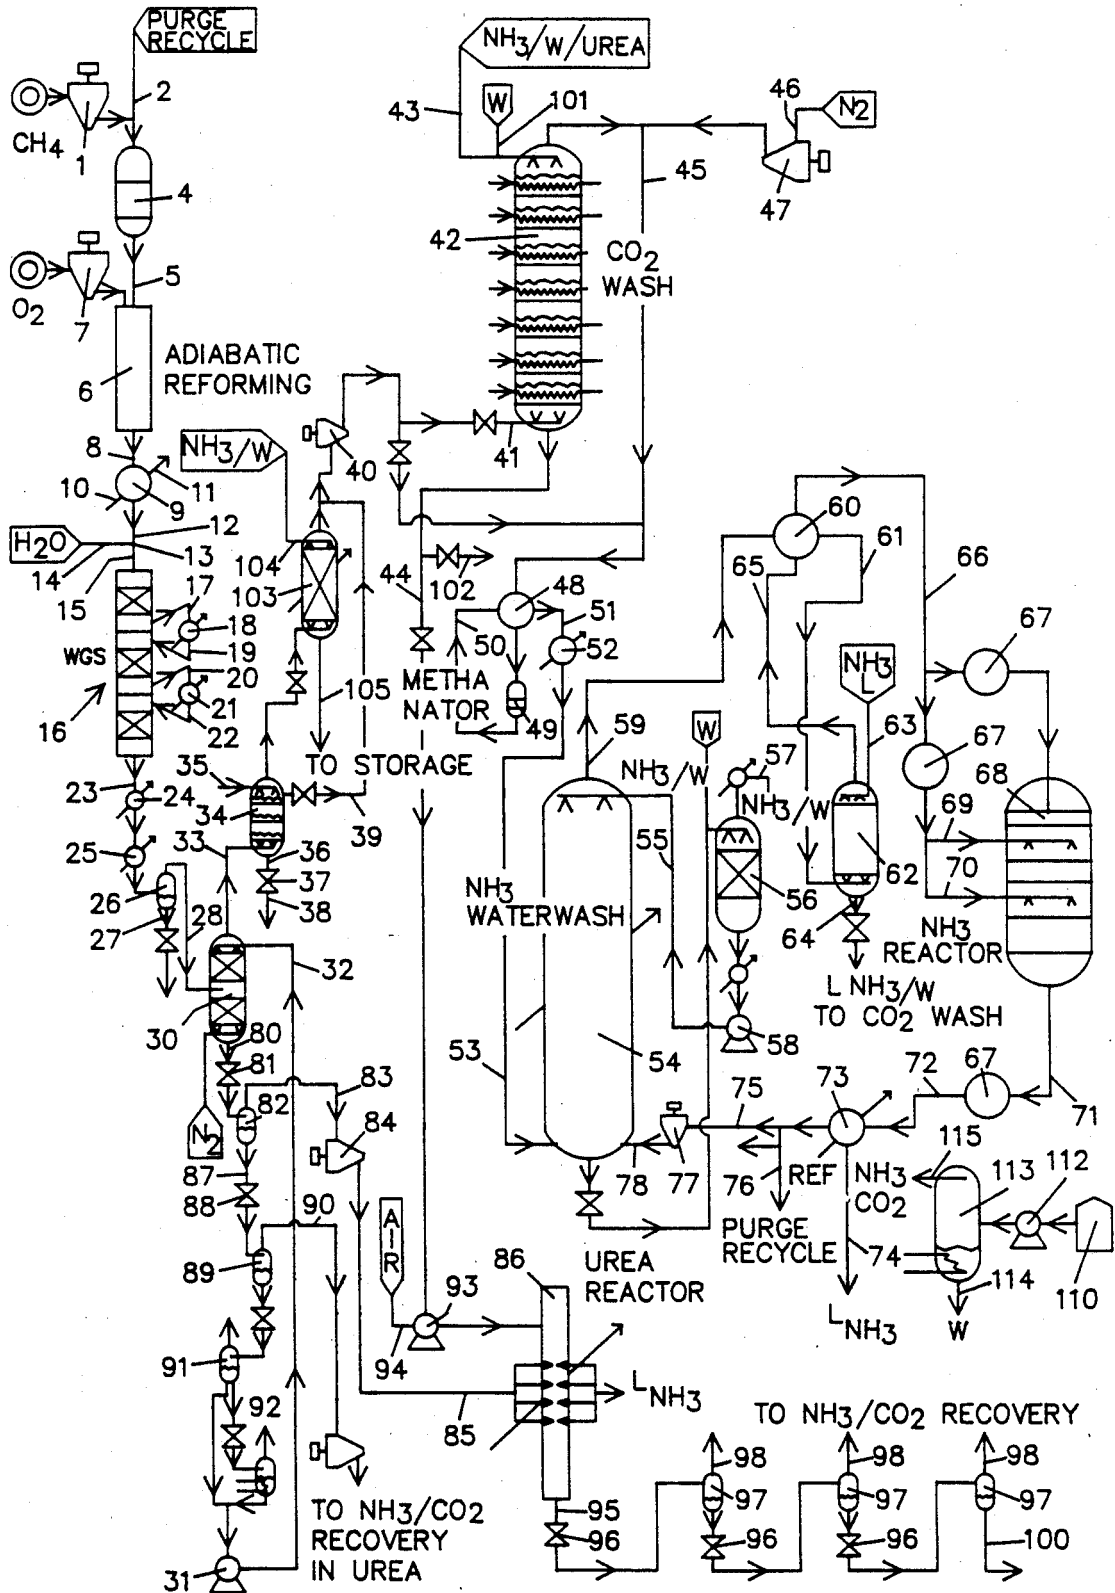 PURGE
RECYCLE
2
CH4
1
4
5
O2
7
6
ADIABATIC
REFORMING
8
11
10
9
H2O
12
13
14
15
17
18
19
WGS
20
21
22
16
23
24
25
26
27
28
33
35
34
36
37
38
39
NH3/W
104
103
105
TO STORAGE
40
41
NH3/W/UREA
43
W
101
42
CO2
WASH
45
46
N2
47
44
102
48
51
50
52
METHA
NATOR
49
59
NH3/W
W
57
NH3/W
55
56
58
NH3
WATERWASH
53
54
60
61
65
66
67
NH3
L
63
67
62
64
68
69
70
NH3
REACTOR
L NH3/W
TO CO2 WASH
71
67
72
73
75
76
77
78
REF
PURGE
RECYCLE
NH3
CO2
74
LNH3
115
113
112
110
114
W
30
32
80
81
N2
82
83
84
87
88
89
90
91
92
31
TO NH3/CO2
RECOVERY
IN UREA
AIR
94
93
85
86
UREA
REACTOR
LNH3
TO NH3/CO2 RECOVERY
95
96
98
97
96
98
97
96
98
97
100